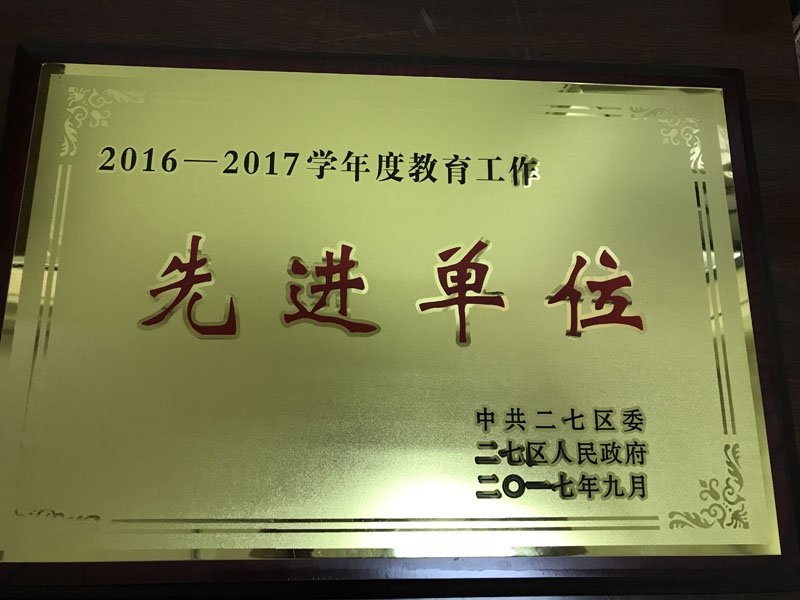 2016—2017学年度教育工作
先进单位
中共二七区委
二七区人民政府
二〇一七年九月